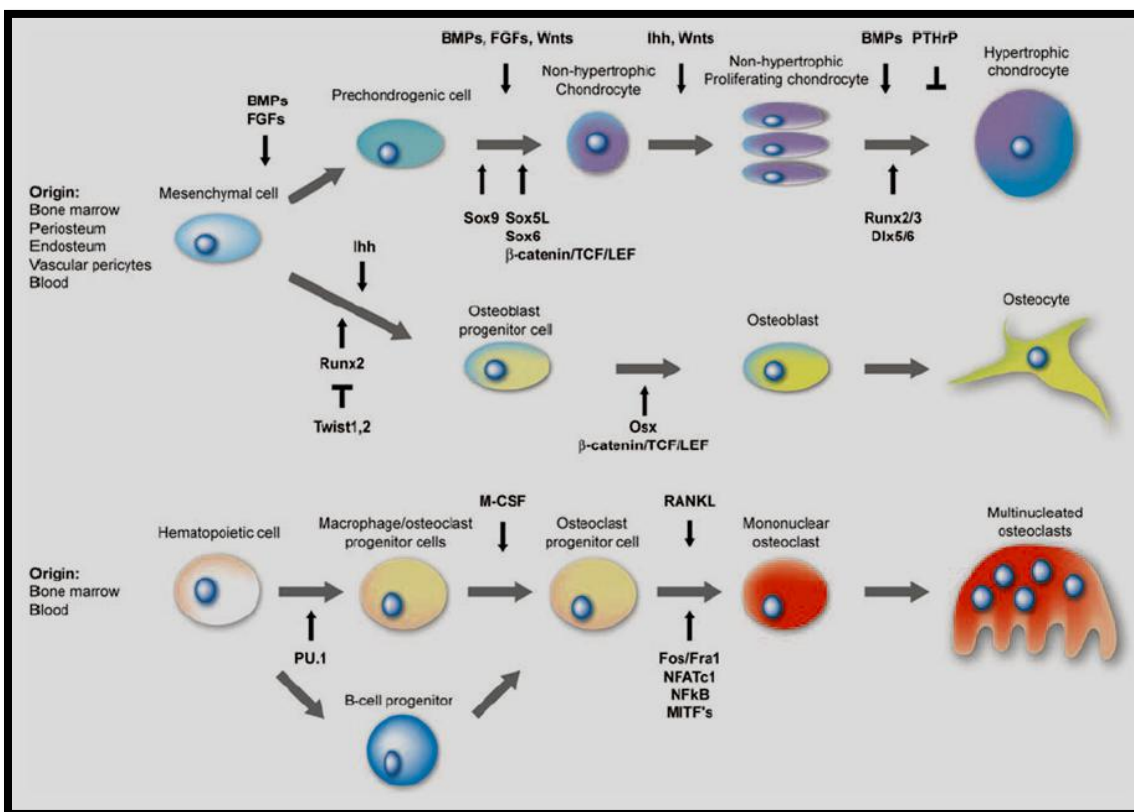 BMPs, FGFs, Wnts
Ihh, Wnts
BMPs PTHrP
Hypertrophic
chondrocyte
Non-hypertrophic
Chondrocyte
Non-hypertrophic
Proliferating chondrocyte
Prechondrogenic cell
BMPs
FGFs
Origin:
Bone marrow
Periosteum
Endosteum
Vascular pericytes
Blood
Mesenchymal cell
Sox9
Sox5L
Sox6
β-catenin/TCF/LEF
Runx2/3
Dlx5/6
Ihh
Runx2
Twist1,2
Osteoblast
progenitor cell
Osteoblast
Osteocyte
Osx
β-catenin/TCF/LEF
M-CSF
RANKL
Hematopoietic cell
Macrophage/osteoclast
progenitor cells
Osteoclast
progenitor cell
Mononuclear
osteoclast
Multinucleated
osteoclasts
Origin:
Bone marrow
Blood
PU.1
Fos/Fra1
NFATc1
NFkB
MITF's
B-cell progenitor